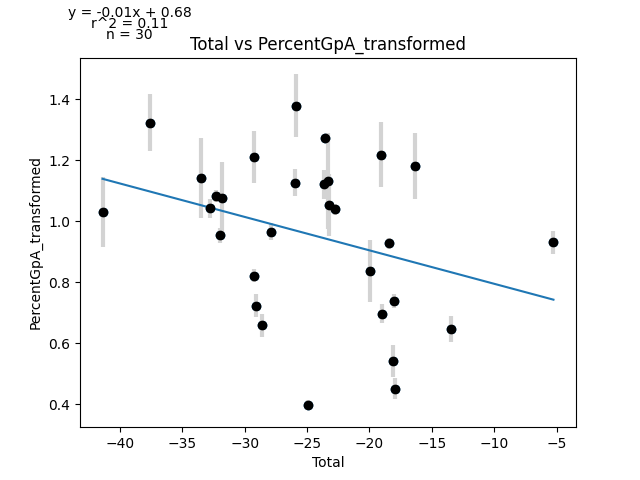 y = -0.01x + 0.68
r^2 = 0.11
n = 30
Total vs PercentGpA_transformed
PercentGpA_transformed
1.4
1.2
1.0
0.8
0.6
0.4
−40 −35 −30 −25 −20 −15 −10 −5
Total